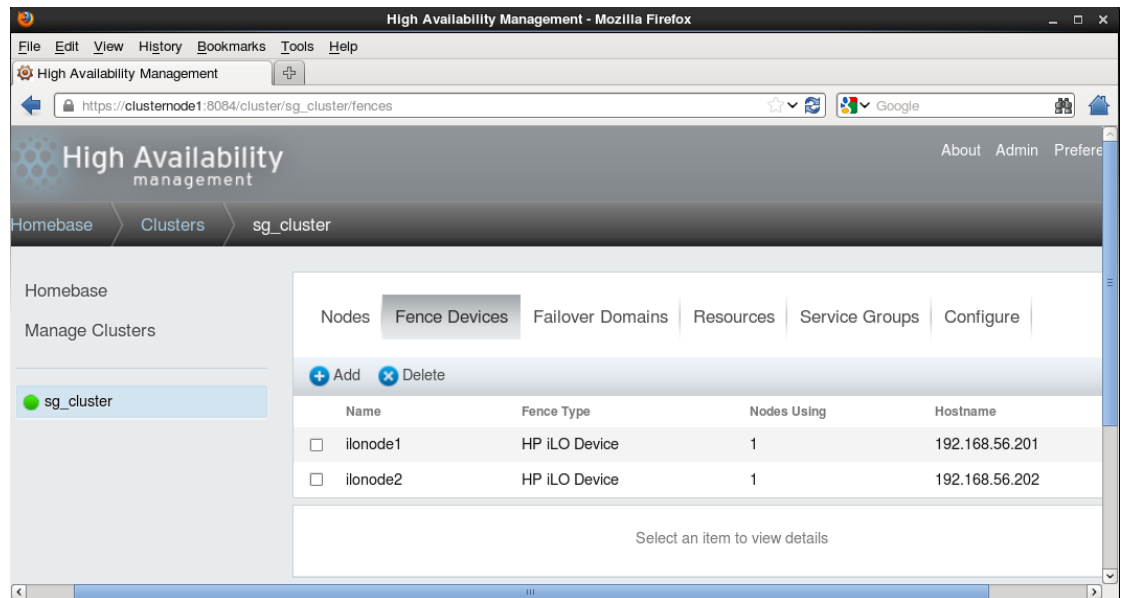 High Availability Management - Mozilla Firefox
File Edit View History Bookmarks Tools Help
High Availability Management
https://clusternode1:8084/cluster/sg_cluster/fences Google
High Availability
management
About Admin Prefere
Homebase Clusters sg_cluster
Homebase
Manage Clusters
sg_cluster
Nodes Fence Devices Failover Domains Resources Service Groups Configure
Add Delete
Name Fence Type Nodes Using Hostname
ilonode1 HP iLO Device 1 192.168.56.201
ilonode2 HP iLO Device 1 192.168.56.202
Select an item to view details